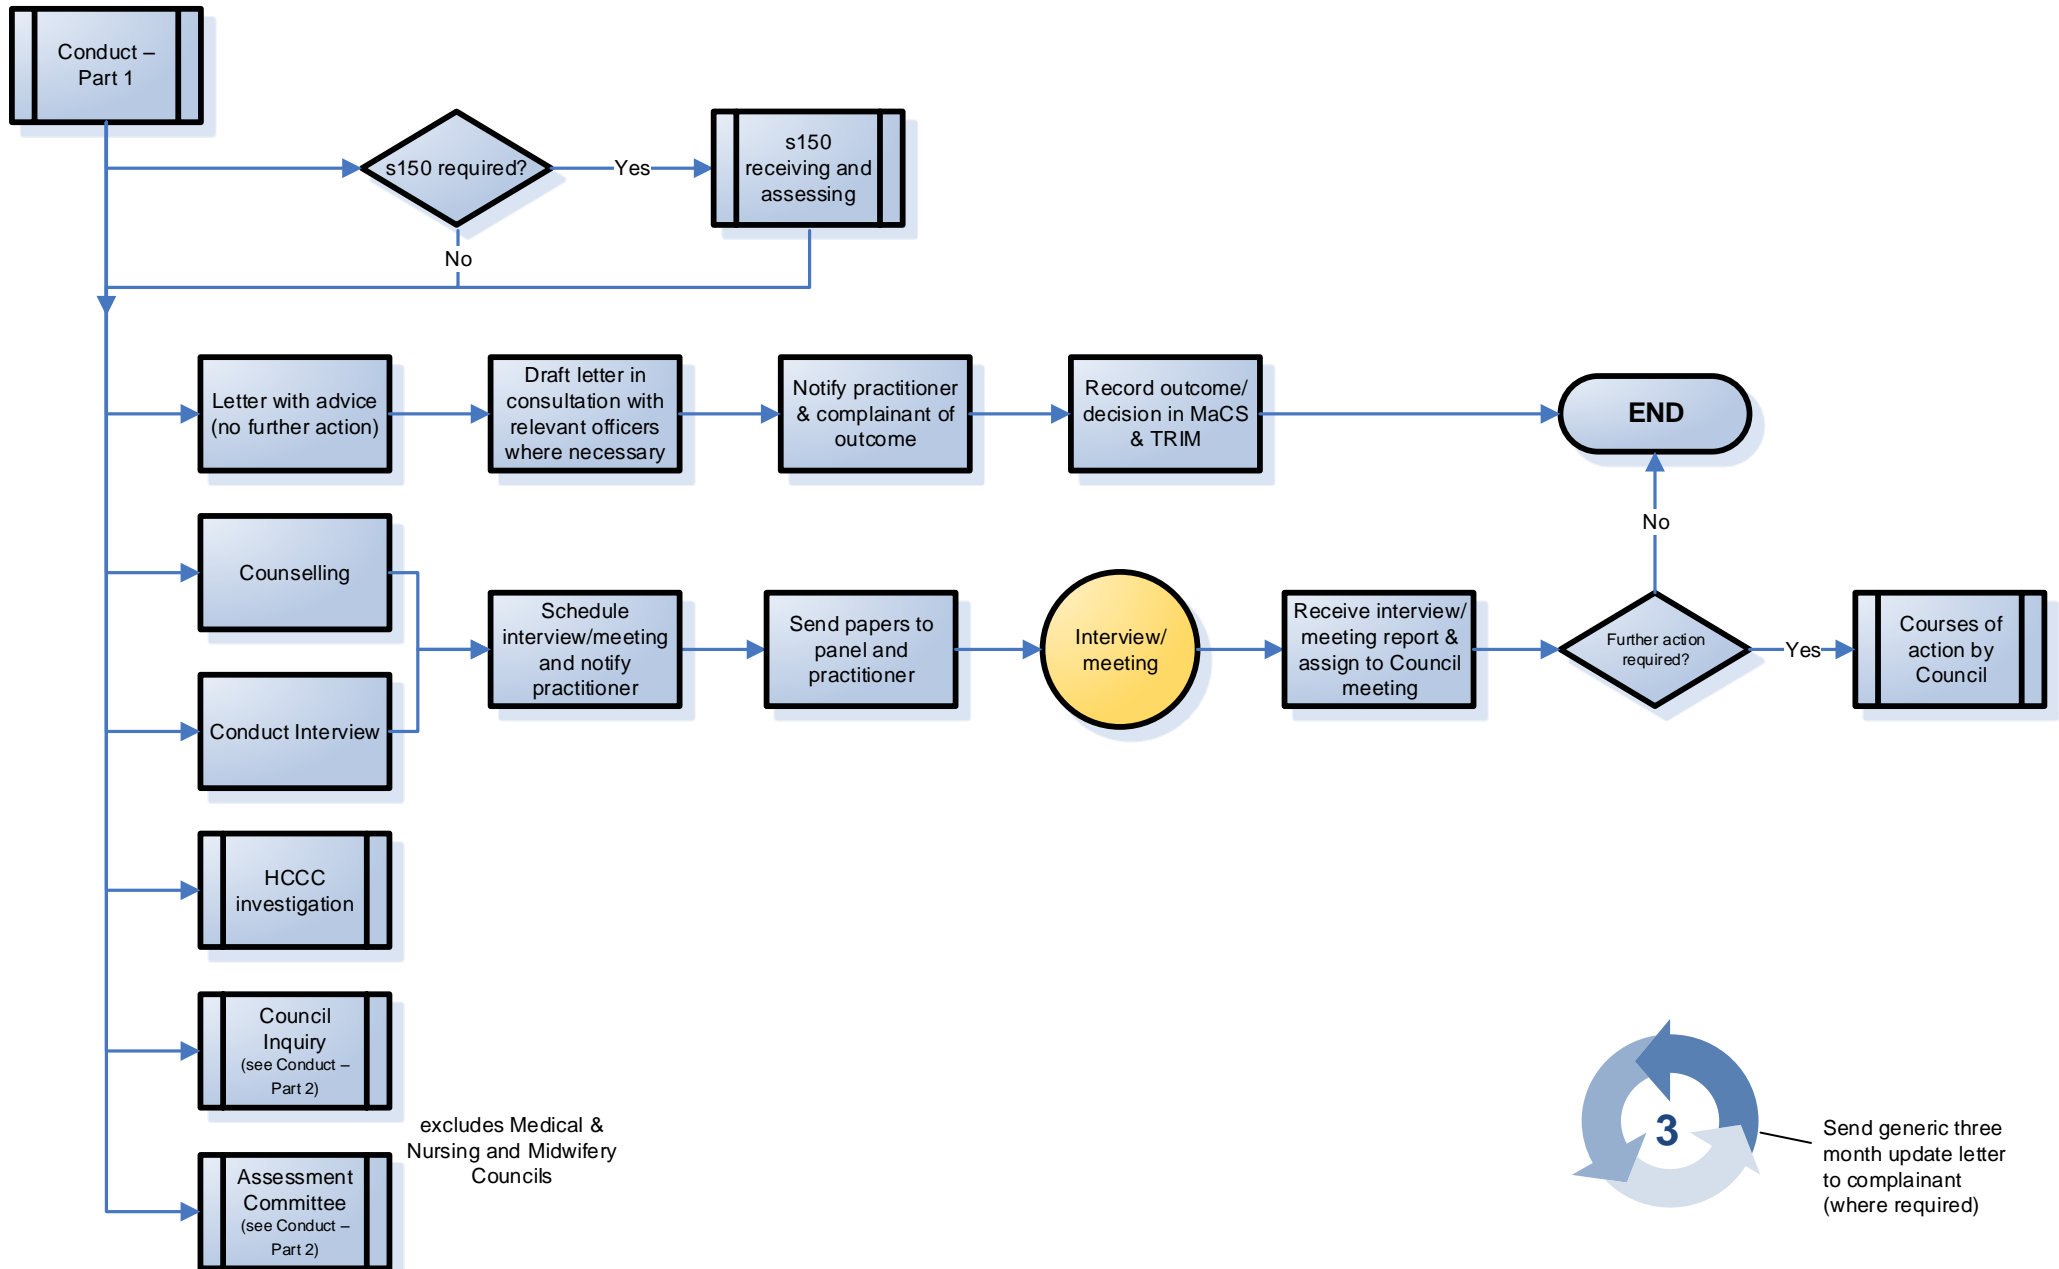 Conduct –
Part 1
s150 required?
Yes
s150
receiving and
assessing
No
Letter with advice
(no further action)
Draft letter in
consultation with
relevant officers
where necessary
Notify practitioner
& complainant of
outcome
Record outcome/
decision in MaCS
& TRIM
END
No
Counselling
Conduct Interview
Schedule
interview/meeting
and notify
practitioner
Send papers to
panel and
practitioner
Interview/
meeting
Receive interview/
meeting report &
assign to Council
meeting
Further action
required?
Yes
Courses of
action by
Council
HCCC
investigation
Council
Inquiry
(see Conduct –
Part 2)
excludes Medical &
Nursing and Midwifery
Councils
Assessment
Committee
(see Conduct –
Part 2)
3
Send generic three
month update letter
to complainant
(where required)